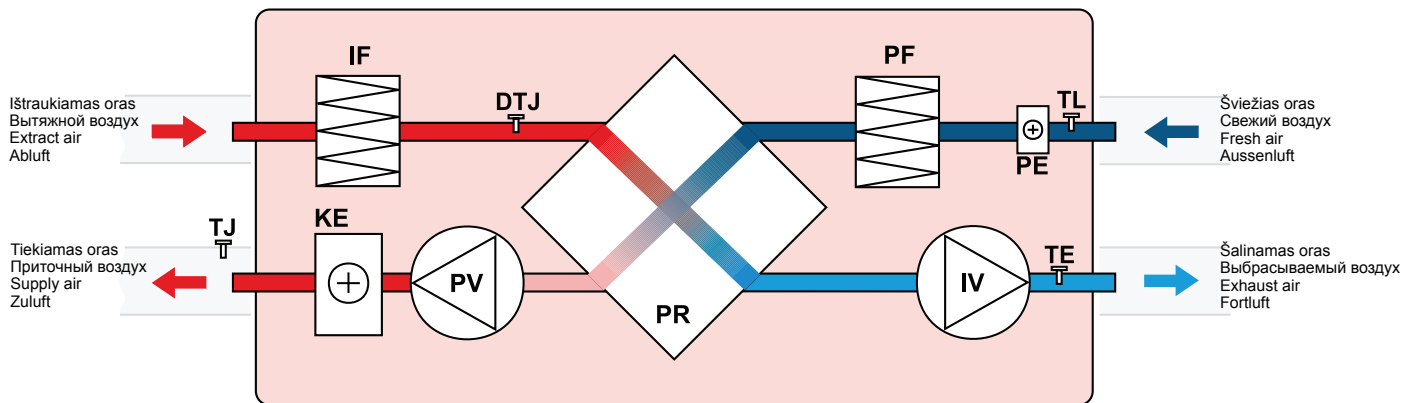 IF
PF
DTJ
TL
Ištraukiamas oras
Вытяжной воздух
Extract air
Abluft
Šviežias oras
Свежий воздух
Fresh air
Aussenluft
PE
TJ
KE
TE
Tiekiamas oras
Приточный воздух
Supply air
Zuluft
PV
PR
IV
Šalinamas oras
Выбрасываемый воздух
Exhaust air
Fortluft